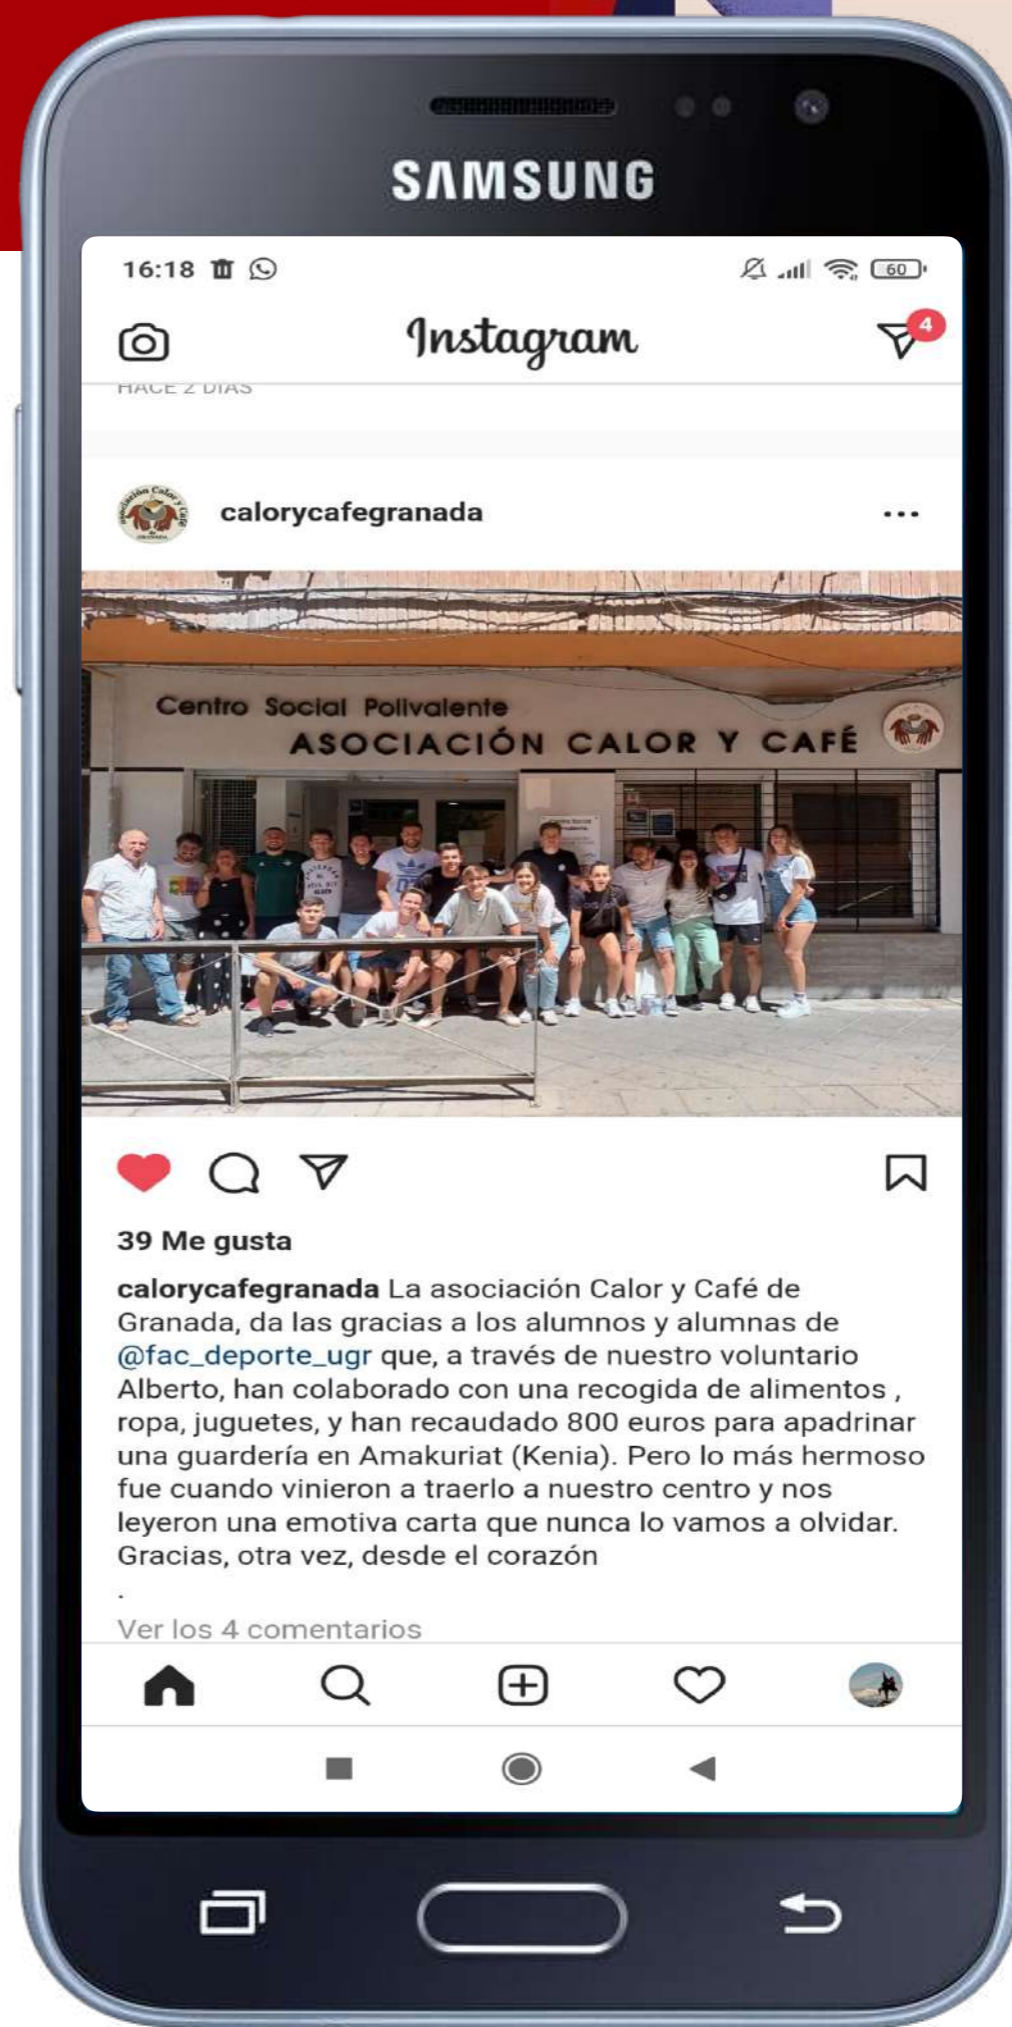 SAMSUNG
16:18
60
Instagram
4
HACE 2 DÍAS
calorycafegranada
Centro Social Polivalente
ASOCIACIÓN CALOR Y CAFÉ
39 Me gusta
calorycafegranada La asociación Calor y Café de
Granada, da las gracias a los alumnos y alumnas de
@fac_deporte_ugr que, a través de nuestro voluntario
Alberto, han colaborado con una recogida de alimentos ,
ropa, juguetes, y han recaudado 800 euros para apadrinar
una guardería en Amakuriat (Kenia). Pero lo más hermoso
fue cuando vinieron a traerlo a nuestro centro y nos
leyeron una emotiva carta que nunca lo vamos a olvidar.
Gracias, otra vez, desde el corazón
.
Ver los 4 comentarios